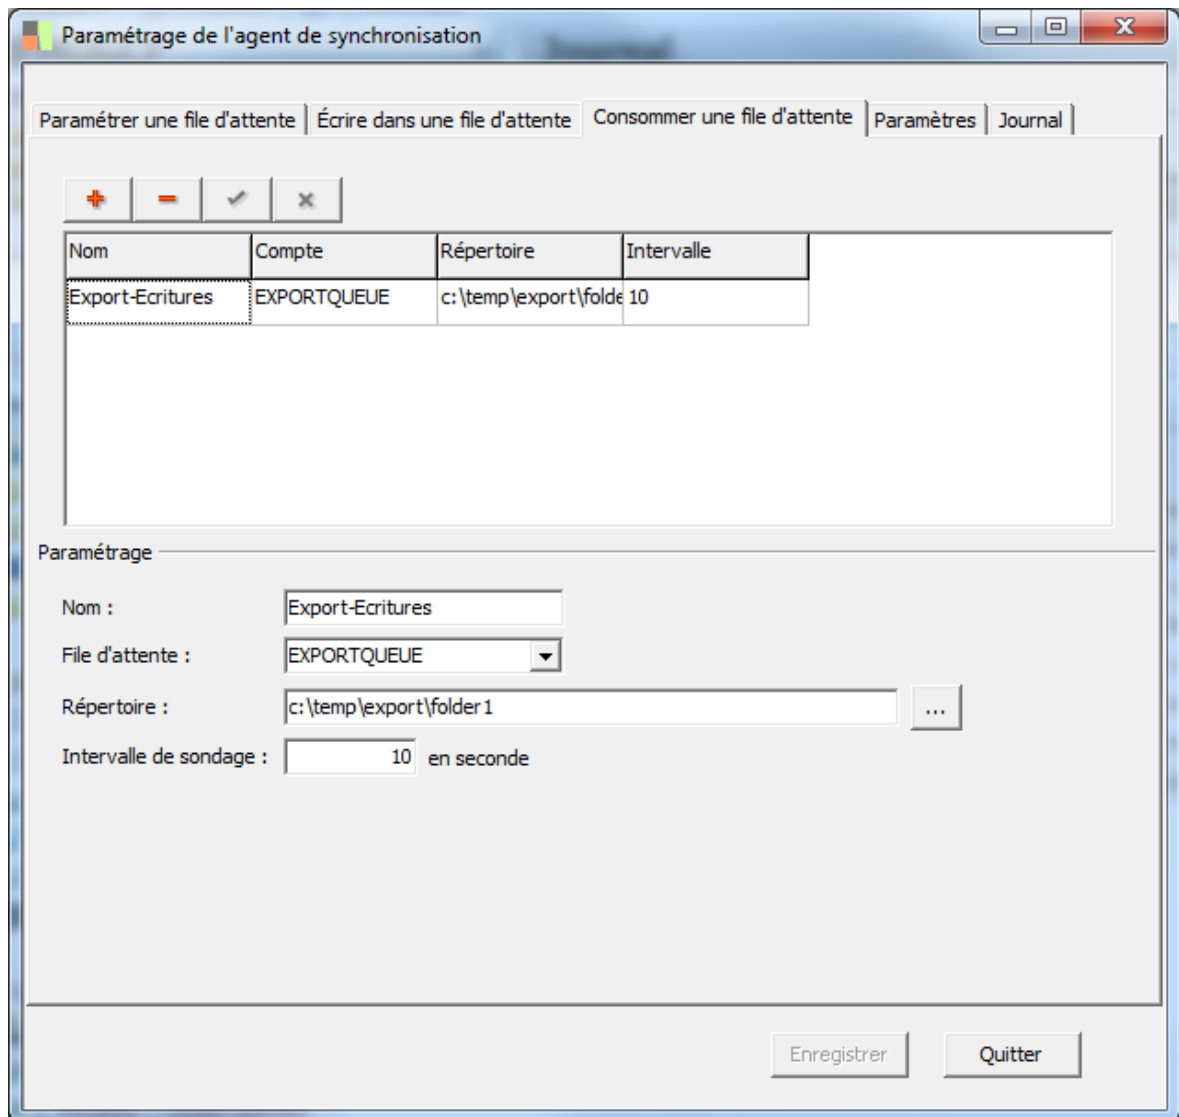 Paramétrage de l'agent de synchronisation
Journal
Paramétrer une file d'attente Écrire dans une file d'attente Consommer une file d'attente Paramètres Journal
Nom Compte Répertoire Intervalle
Export-Ecritures EXPORTQUEUE c:\temp\export\folde 10
Paramétrage
Nom : Export-Ecritures
File d'attente : EXPORTQUEUE
Répertoire : c:\temp\export\folder1 ...
Intervalle de sondage : 10 en seconde
Enregistrer Quitter